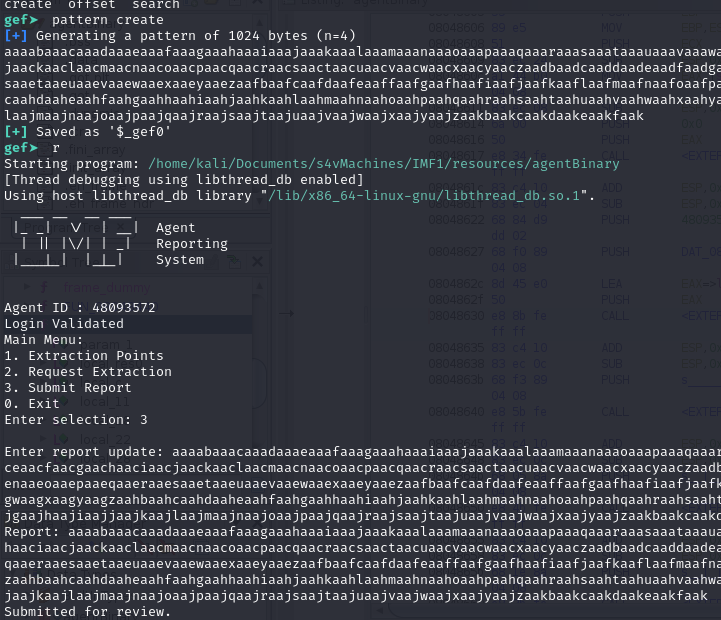 create offset search
gef➤ pattern create
[+] Generating a pattern of 1024 bytes (n=4)
aaaabaaacaaadaaaeaaafaaagaaahaaaiaaajaaakaaalaaamaaanaaaoaaapaaaqaaaraaasaaataaauaaavaaawa
jaackaaclaacmaacnaacoaacpaacqaacraacsaactaacuaacvaacwaacxaacyaaczaadbaadcaaddaadeaadfaadga
saaetaaeuaaevaaewaaexaaeyaaezaafbaafcaafdaafeaaffaafgaafhaafiaafjaafkaaflaafmaafnaafoaafpa
caahdaaheaahfaahgaahhaahiaahjaahkaahlaahmaahnaahoaahpaahqaahraahsaahtaahuaahvaahwaahxaahya
laajmaajnaajoaajpaajqaajraajsaajtaajuaajvaajwaajxaajyaajzaakbaakcaakdaakeaakfaak
[+] Saved as '$_gef0'
gef➤ r
Starting program: /home/kali/Documents/s4vMachines/IMF1/resources/agentBinary
[Thread debugging using libthread_db enabled]
Using host libthread_db library "/lib/x86_64-linux-gnu/libthread_db.so.1".
Agent
Reporting
System
Agent ID : 48093572
Login Validated
Main Menu:
1. Extraction Points
2. Request Extraction
3. Submit Report
0. Exit
Enter selection: 3
Enter report update: aaaabaaacaaadaaaeaaafaaagaaahaaaiaaajaaakaaalaaamaaanaaaoaaapaaaqaaar
ceaacfaacgaachaaciaacjaackaaclaacmaacnaacoaacpaacqaacraacsaactaacuaacvaacwaacxaacyaaczaadb
enaaeoaaepaaeqaaeraaesaaetaaeuaaevaaewaaexaaeyaaezaafbaafcaafdaafeaaffaafgaafhaafiaafjaafk
gwaagxaagyaagzaahbaahcaahdaaheaahfaahgaahhaahiaahjaahkaahlaahmaahnaahoaahpaahqaahraahsaaht
jgaajhaajiaajjaajkaajlaajmaajnaajoaajpaajqaajraajsaajtaajuaajvaajwaajxaajyaajzaakbaakcaakd
Report: aaaabaaacaaadaaaeaaafaaagaaahaaaiaaajaaakaaalaaamaaanaaaoaaapaaaqaaaraaasaaataaaua
haaciaacjaackaaclaacmaacnaacoaacpaacqaacraacsaactaacuaacvaacwaacxaacyaaczaadbaadcaaddaadea
qaaeraaesaaetaaeuaaevaaewaaexaaeyaaezaafbaafcaafdaafeaaffaafgaafhaafiaafjaafkaaflaafmaafna
zaahbaahcaahdaaheaahfaahgaahhaahiaahjaahkaahlaahmaahnaahoaahpaahqaahraahsaahtaahuaahvaahwa
jaajkaajlaajmaajnaajoaajpaajqaajraajsaajtaajuaajvaajwaajxaajyaajzaakbaakcaakdaakeaakfaak
Submitted for review.